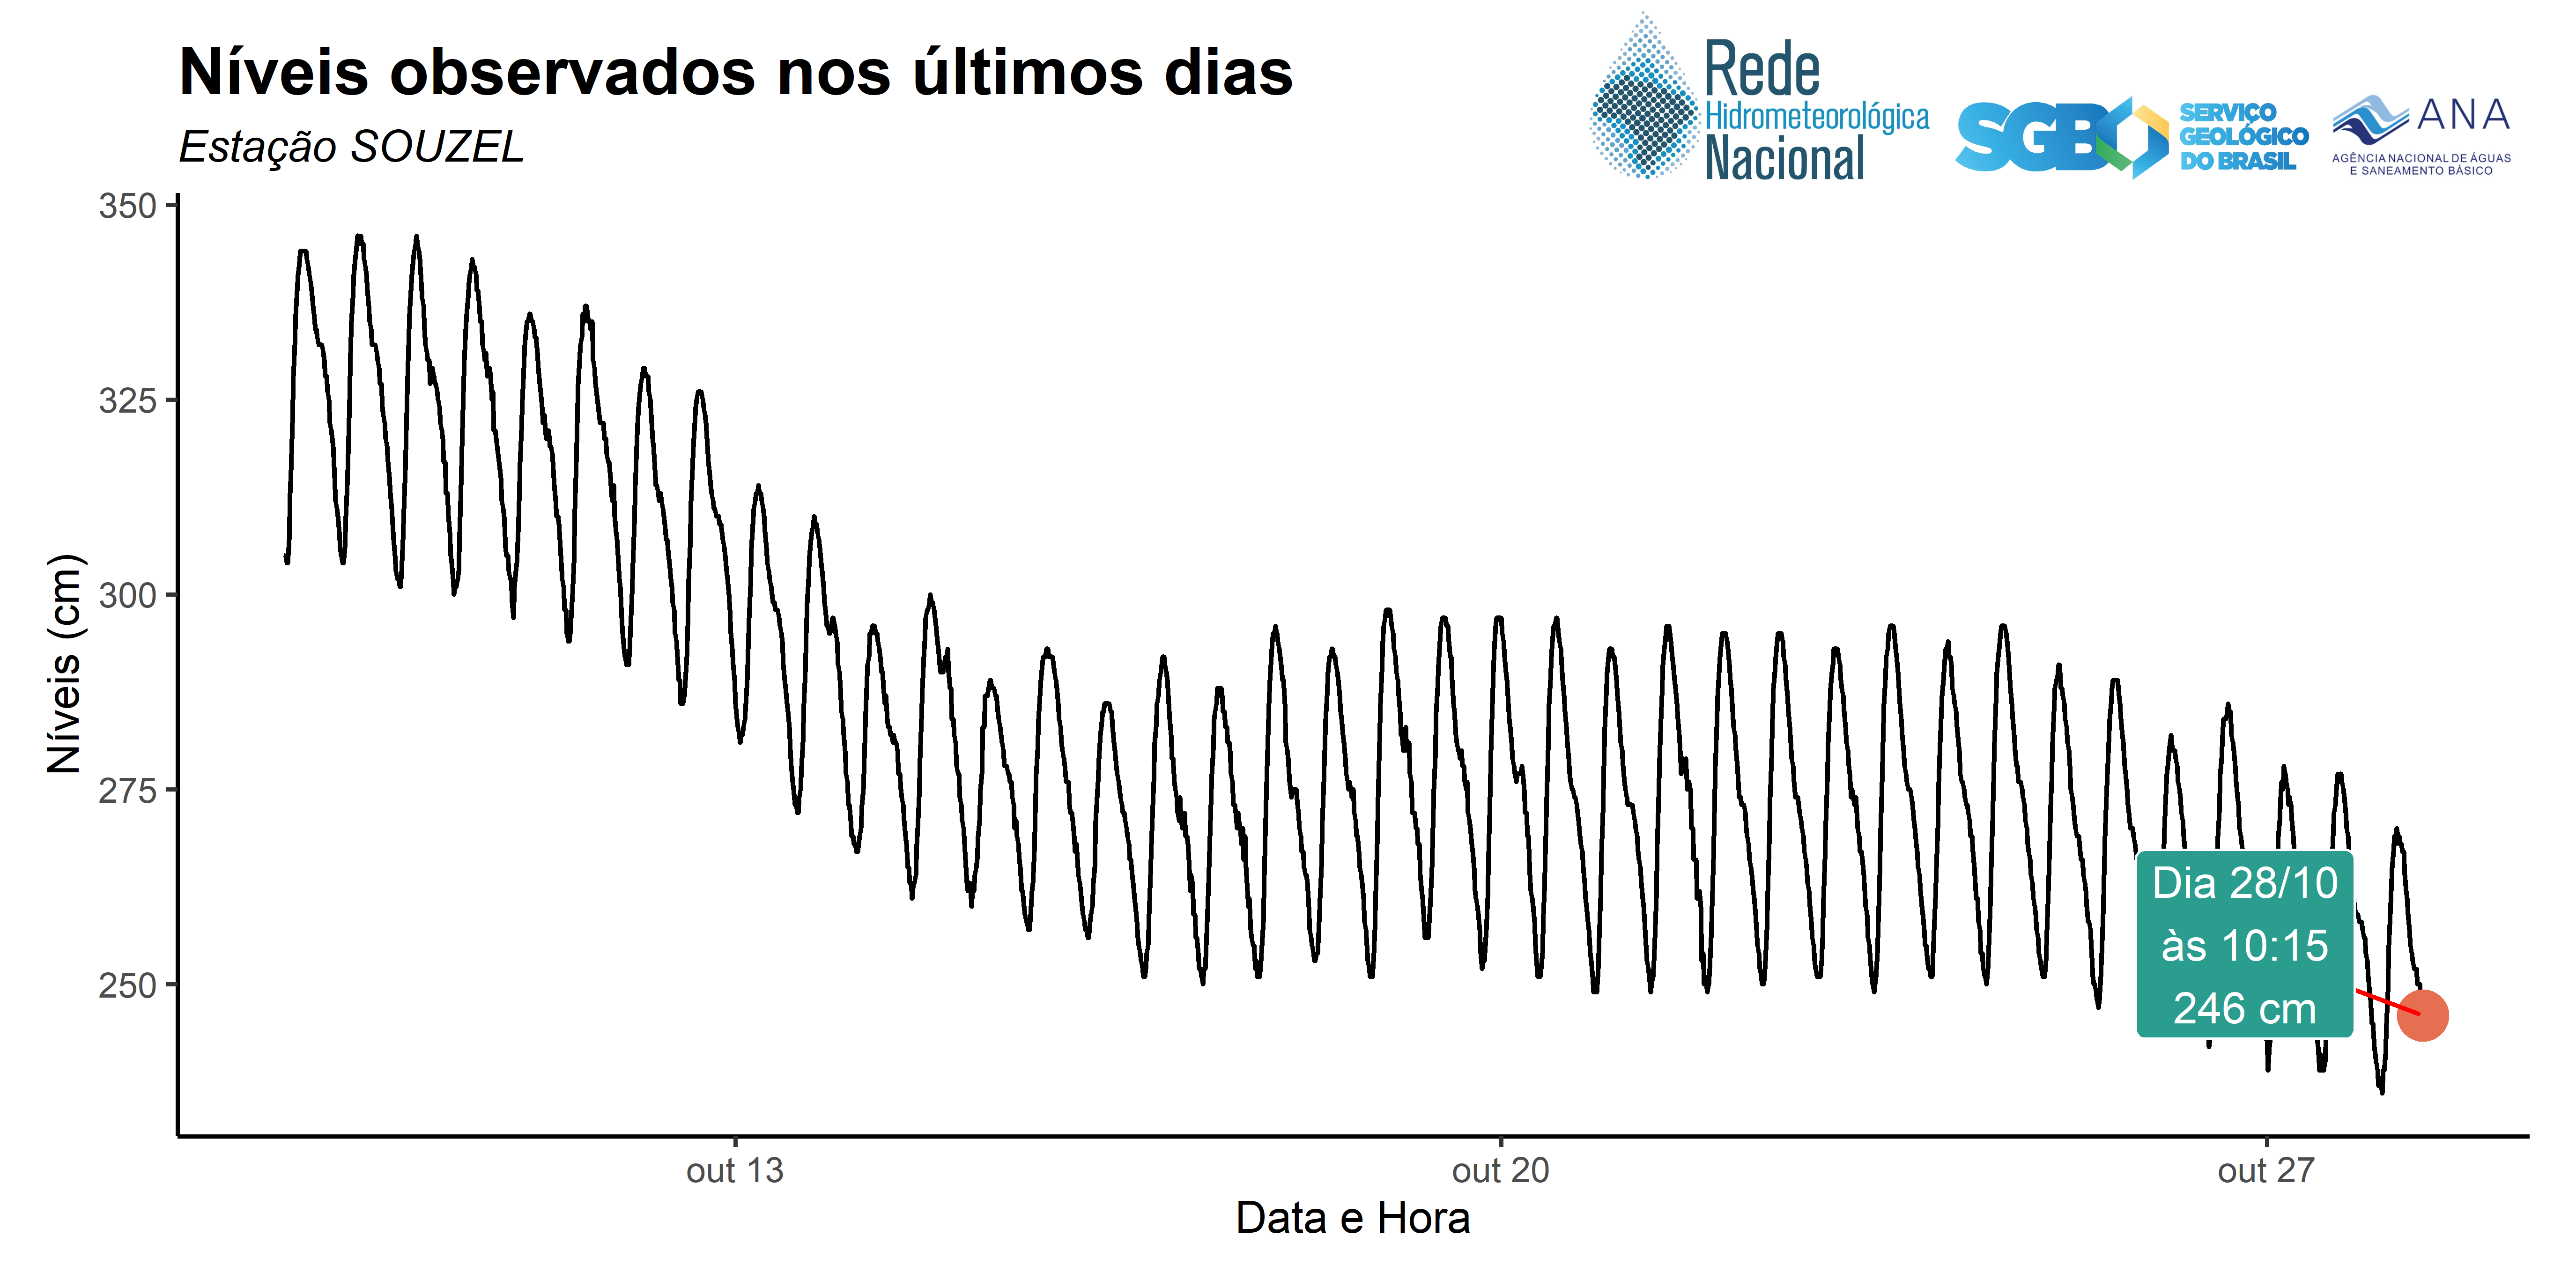 Níveis observados nos últimos dias
Estação SOUZEL
Rede
Hidrometeorológica
Nacional
SGB
SERVIÇO
GEOLÓGICO
DO BRASIL
ANA
AGÊNCIA NACIONAL DE ÁGUAS
E SANEAMENTO BÁSICO
Níveis (cm)
350
325
300
275
250
Dia 28/10
às 10:15
246 cm
out 13
out 20
out 27
Data e Hora